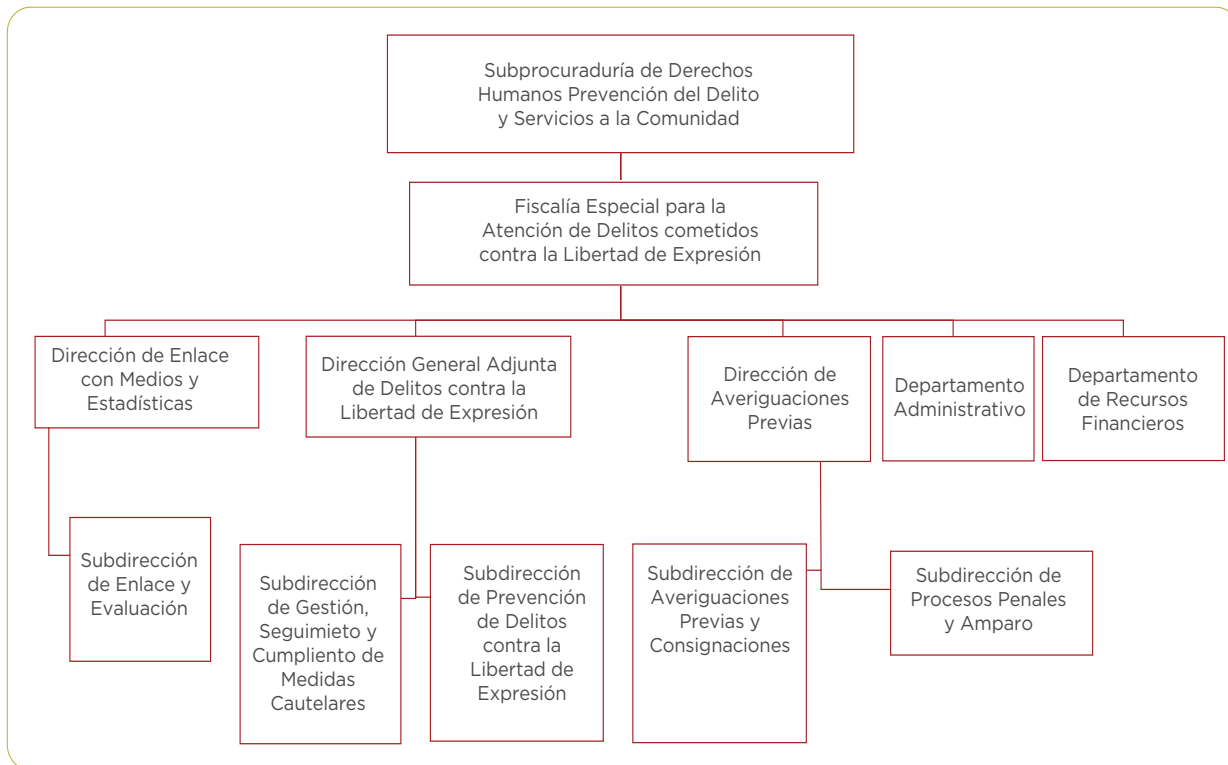 Subprocuraduría de Derechos
Humanos Prevención del Delito
y Servicios a la Comunidad
Fiscalía Especial para la
Atención de Delitos cometidos
contra la Libertad de Expresión
Dirección de Enlace
con Medios y
Estadísticas
Dirección General Adjunta
de Delitos contra la
Libertad de Expresión
Dirección de
Averiguaciones
Previas
Departamento
Administrativo
Departamento
de Recursos
Financieros
Subdirección
de Enlace y
Evaluación
Subdirección
de Gestión,
Seguimieto y
Cumpliento de
Medidas
Cautelares
Subdirección
de Prevención
de Delitos
contra la
Libertad de
Expresión
Subdirección de
Averiguaciones
Previas y
Consignaciones
Subdirección de
Procesos Penales
y Amparo